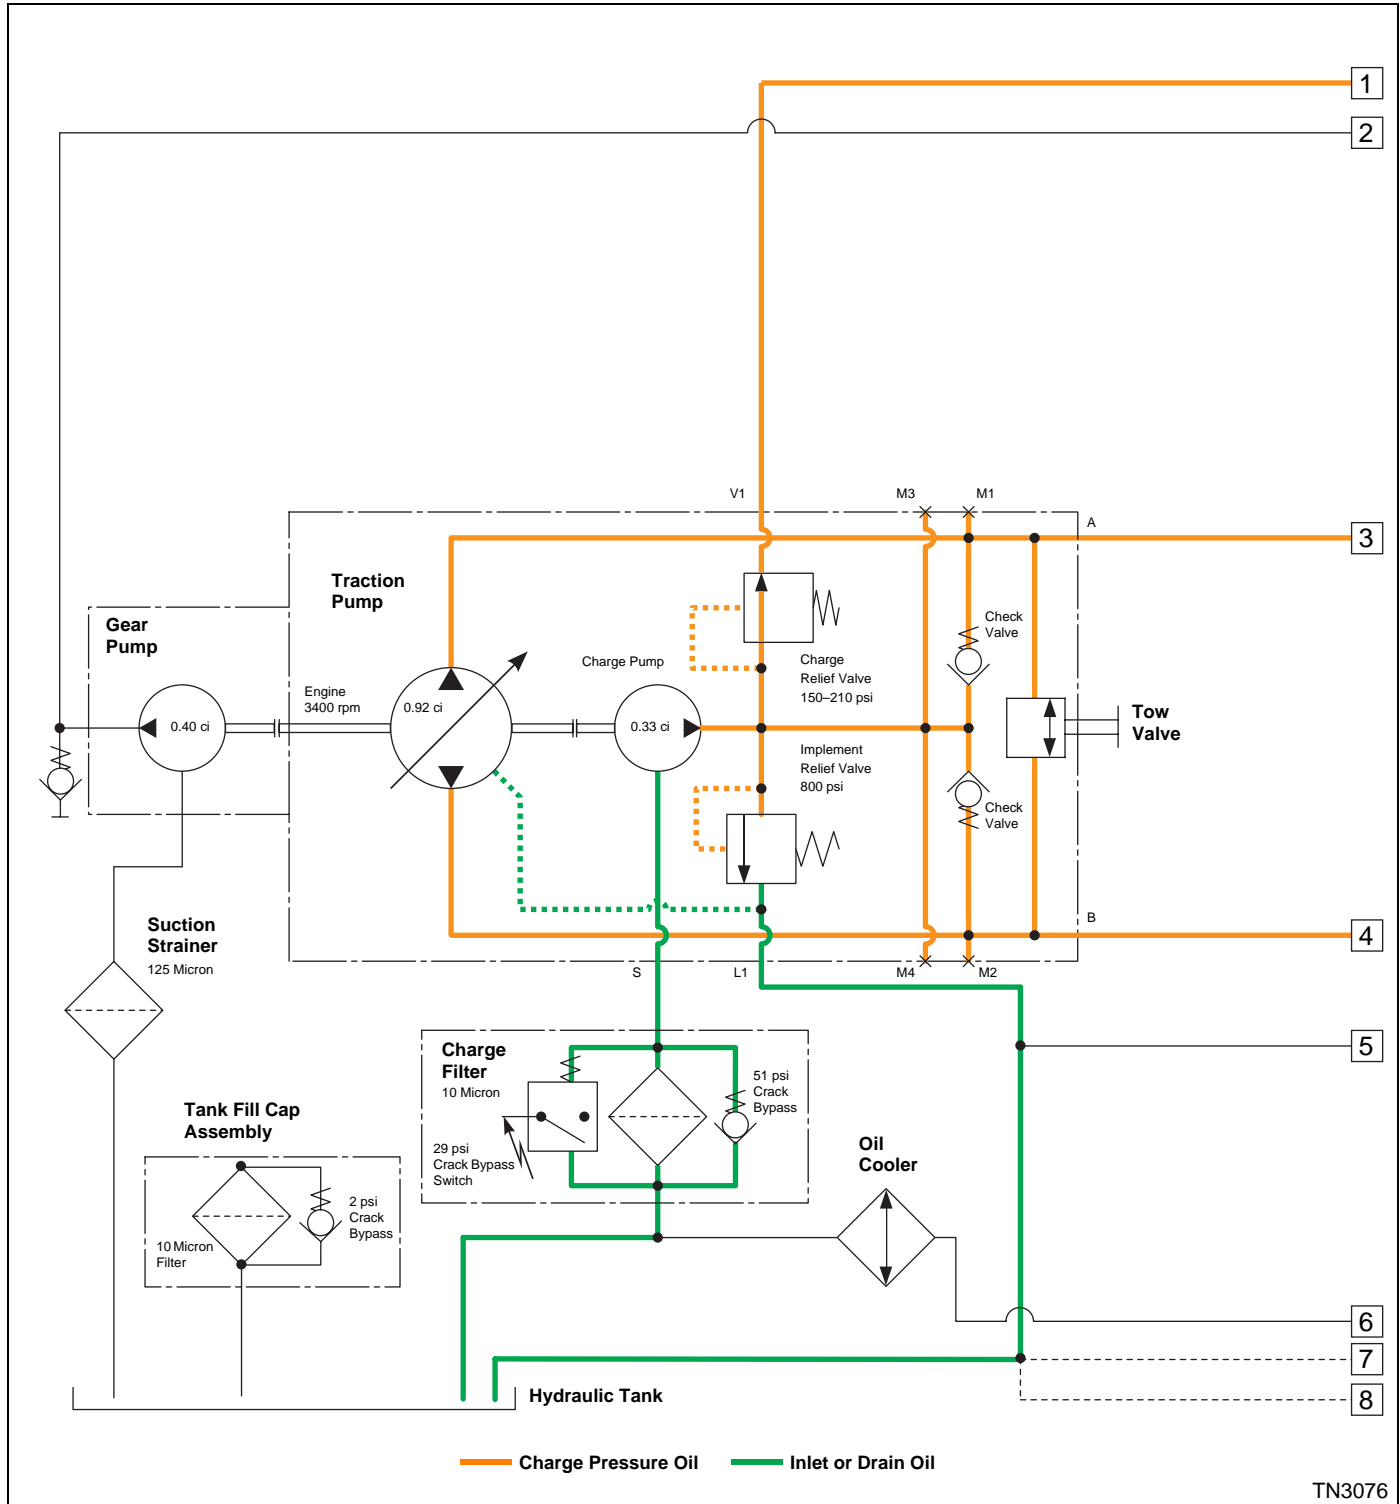 1
2
V1
M3
M1
A
3
Traction
Pump
Gear
Pump
Check
Valve
Charge Pump
Charge
Relief Valve
150–210 psi
Engine
3400 rpm
0.40 ci
0.92 ci
0.33 ci
Tow
Valve
Implement
Relief Valve
800 psi
Check
Valve
B
4
Suction
Strainer
125 Micron
S
L1
M4
M2
5
Charge
Filter
10 Micron
51 psi
Crack
Bypass
29 psi
Crack Bypass
Switch
Tank Fill Cap
Assembly
Oil
Cooler
2 psi
Crack
Bypass
10 Micron
Filter
6
7
8
Hydraulic Tank
Charge Pressure Oil
Inlet or Drain Oil
TN3076